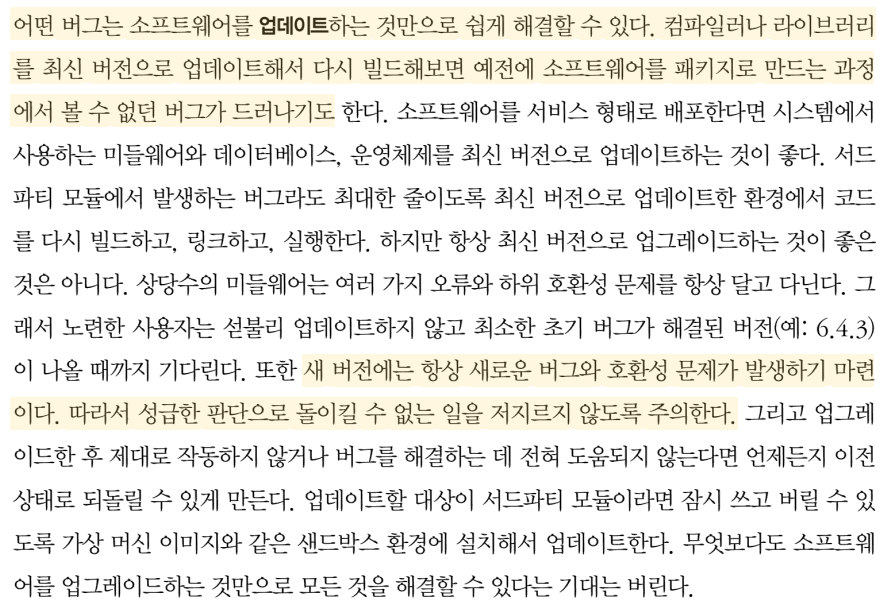 어떤 버그는 소프트웨어를 업데이트하는 것만으로 쉽게 해결할 수 있다. 컴파일러나 라이브러리
를 최신 버전으로 업데이트해서 다시 빌드해보면 예전에 소프트웨어를 패키지로 만드는 과정
에서 볼 수 없던 버그가 드러나기도 한다. 소프트웨어를 서비스 형태로 배포한다면 시스템에서
사용하는 미들웨어와 데이터베이스, 운영체제를 최신 버전으로 업데이트하는 것이 좋다. 서드
파티 모듈에서 발생하는 버그라도 최대한 줄이도록 최신 버전으로 업데이트한 환경에서 코드
를 다시 빌드하고, 링크하고, 실행한다. 하지만 항상 최신 버전으로 업그레이드하는 것이 좋은
것은 아니다. 상당수의 미들웨어는 여러 가지 오류와 하위 호환성 문제를 항상 달고 다닌다. 그
래서 노련한 사용자는 섣불리 업데이트하지 않고 최소한 초기 버그가 해결된 버전(예: 6.4.3)
이 나올 때까지 기다린다. 또한 새 버전에는 항상 새로운 버그와 호환성 문제가 발생하기 마련
이다. 따라서 성급한 판단으로 돌이킬 수 없는 일을 저지르지 않도록 주의한다. 그리고 업그레
이드한 후 제대로 작동하지 않거나 버그를 해결하는 데 전혀 도움되지 않는다면 언제든지 이전
상태로 되돌릴 수 있게 만든다. 업데이트할 대상이 서드파티 모듈이라면 잠시 쓰고 버릴 수 있
도록 가상 머신 이미지와 같은 샌드박스 환경에 설치해서 업데이트한다. 무엇보다도 소프트웨
어를 업그레이드하는 것만으로 모든 것을 해결할 수 있다는 기대는 버린다.